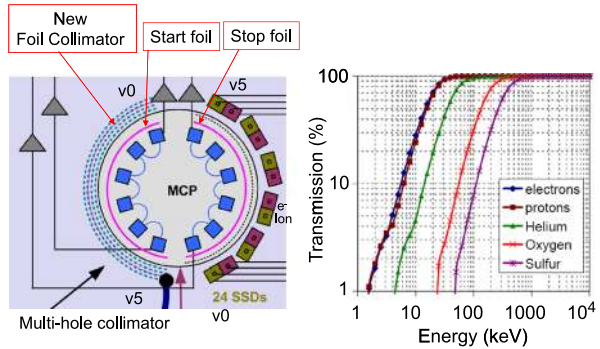 New
Foil Collimator
Start foil
Stop foil
v0
v5
MCP
e-
Ion
v5
24 SSDs
v0
Multi-hole collimator
Transmission (%)
100
10
1
electrons
protons
Helium
Oxygen
Sulfur
1 10 100 1000 10⁴
Energy (keV)